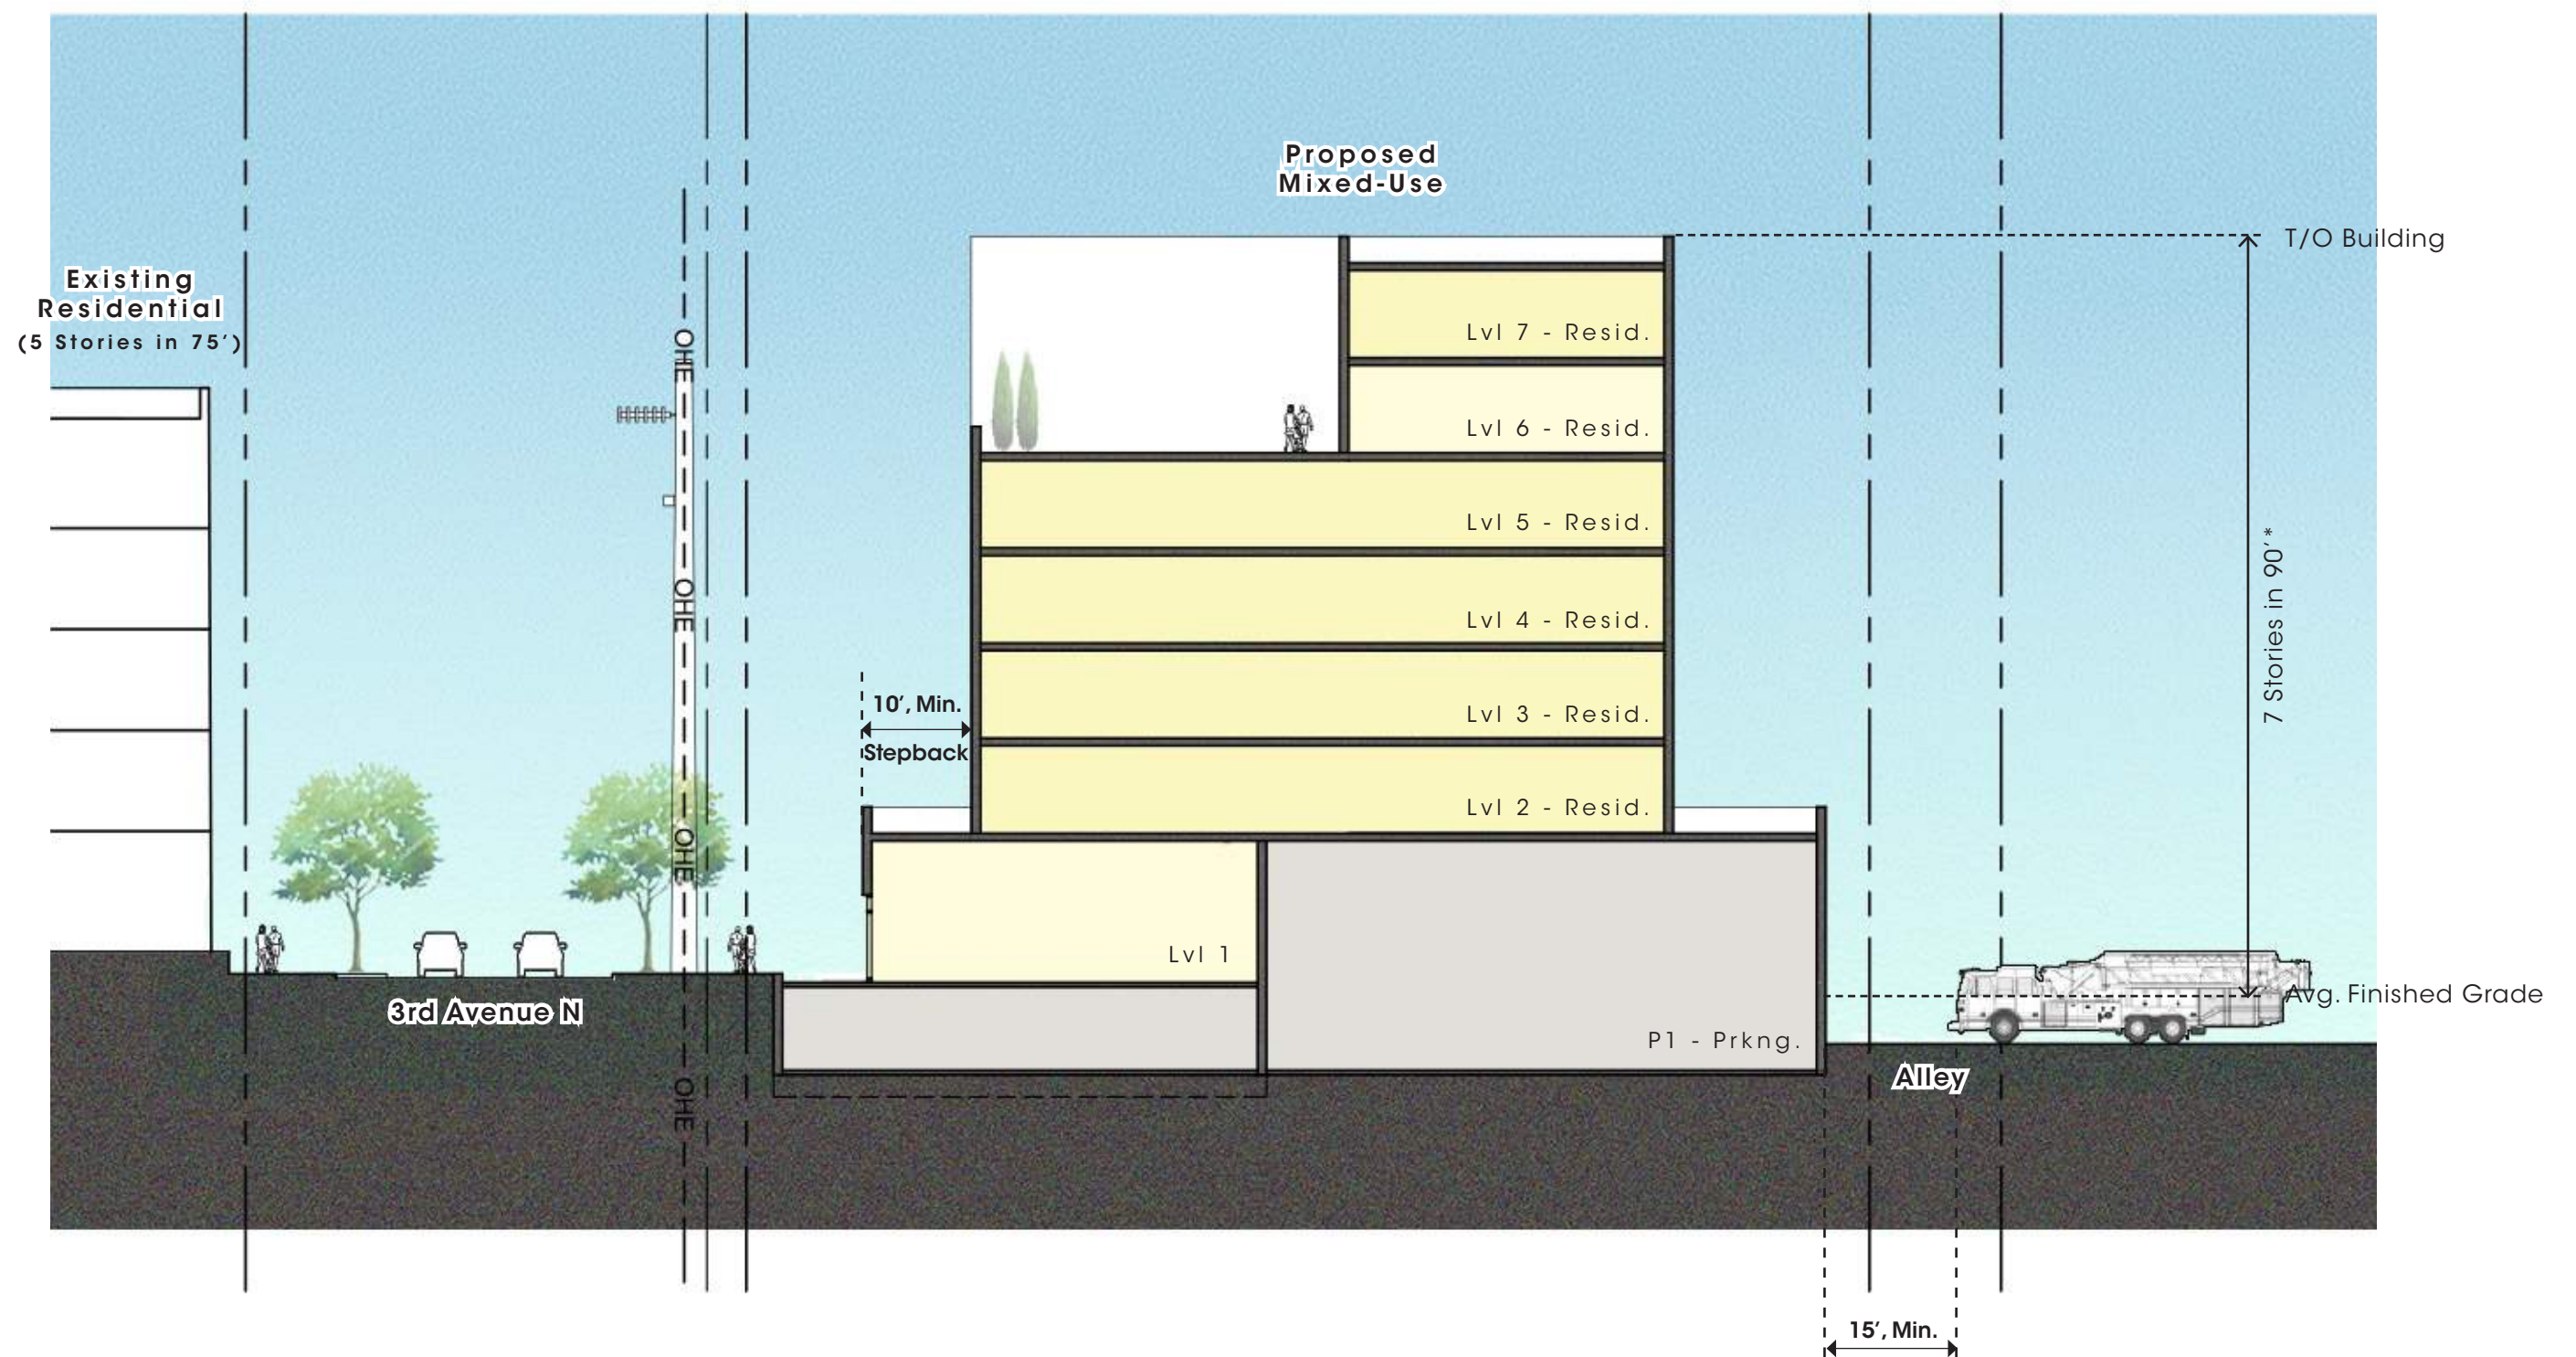 Proposed
Mixed-Use
T/O Building
Existing
Residential
(5 Stories in 75')
OHE
Lvl 7 - Resid.
Lvl 6 - Resid.
Lvl 5 - Resid.
7 Stories in 90'*
OHE
Lvl 4 - Resid.
10', Min.
Stepback
Lvl 3 - Resid.
Lvl 2 - Resid.
OHE
Lvl 1
Avg. Finished Grade
3rd Avenue N
P1 - Prkng.
Alley
OHE
15', Min.